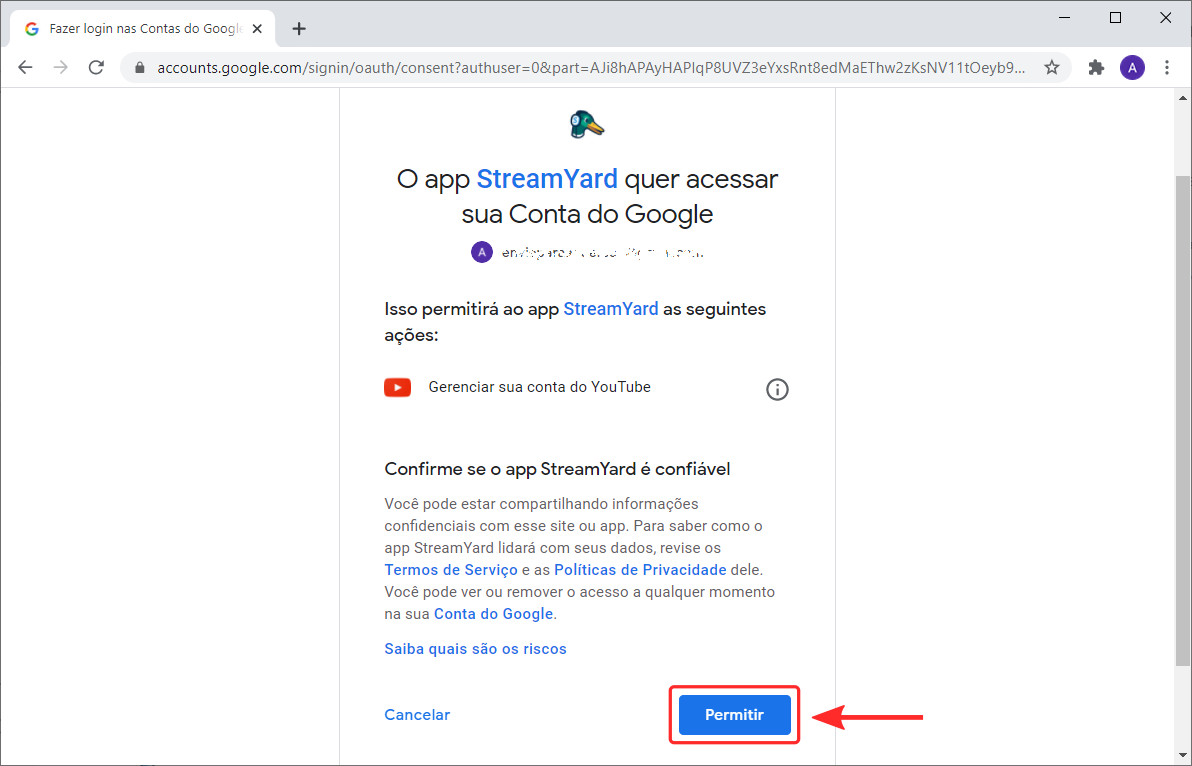 Fazer login nas Contas do Google
accounts.google.com/signin/oauth/consent?authuser=0&part=AJi8hAPAyHAPIqP8UVZ3eYxsRnt8edMaEThw2zKsNV11tOeyb9...
A
O app StreamYard quer acessar
sua Conta do Google
A
Isso permitirá ao app StreamYard as seguintes
ações:
Gerenciar sua conta do YouTube
Confirme se o app StreamYard é confiável
Você pode estar compartilhando informações
confidenciais com esse site ou app. Para saber como o
app StreamYard lidará com seus dados, revise os
Termos de Serviço e as Políticas de Privacidade dele.
Você pode ver ou remover o acesso a qualquer momento
na sua Conta do Google.
Saiba quais são os riscos
Cancelar
Permitir